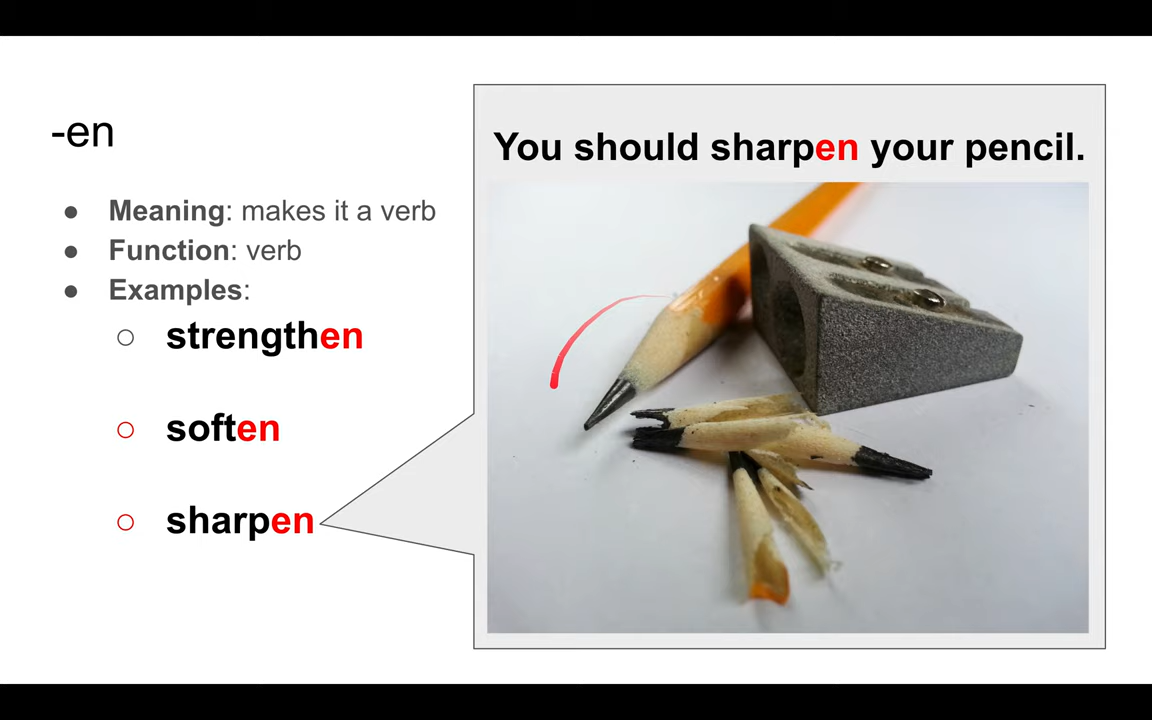 -en
● Meaning: makes it a verb
● Function: verb
● Examples:
○ strengthen
○ soften
○ sharpen
You should sharpen your pencil.